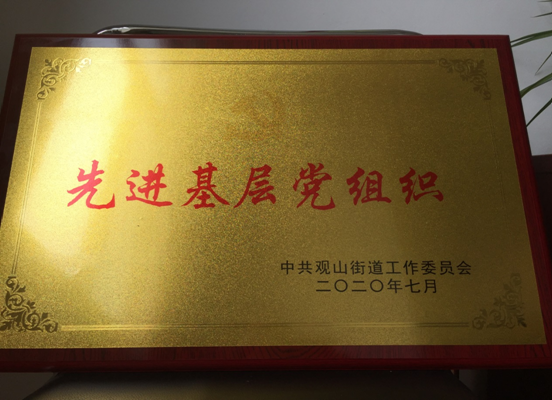 先进基层党组织
中共观山街道工作委员会
二〇二〇年七月